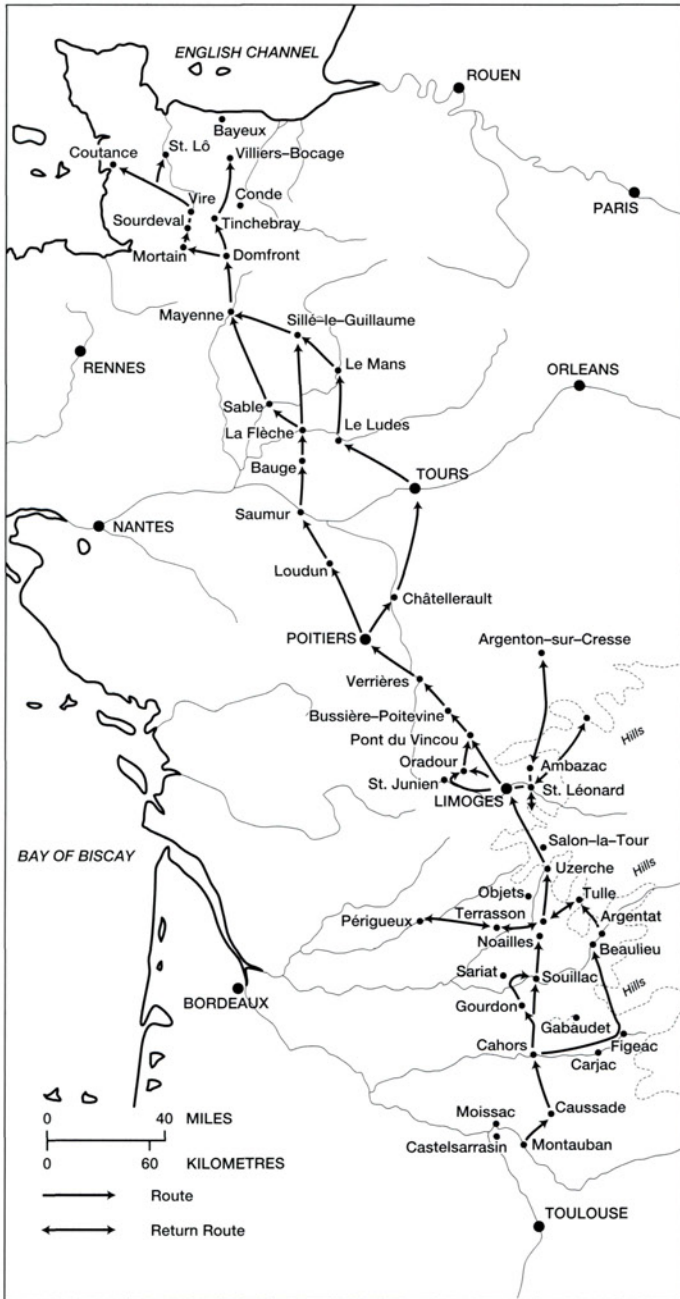 ENGLISH CHANNEL
ROUEN
Bayeux
St. Lô
Coutance
Villiers–Bocage
Conde
Vire
PARIS
Sourdeval
Tinchebray
Mortain
Domfront
Mayenne
Sillé–le–Guillaume
RENNES
Le Mans
ORLEANS
Sable
La Flèche
Le Ludes
Bauge
TOURS
Saumur
NANTES
Loudun
Châtellerault
POITIERS
Argenton–sur–Cresse
Verrières
Bussière–Poitevine
Hills
Pont du Vincou
Oradour
Ambazac
St. Junien
LIMOGES
St. Léonard
Salon–la–Tour
BAY OF BISCAY
Uzerche
Hills
Objets
Tulle
Périgueux
Terrasson
Argentat
Noailles
Beaulieu
Sariat
Souillac
Hills
BORDEAUX
Gourdon
Gabaudet
Cahors
Figeac
Carjac
0 40 MILES
Moissac
Caussade
Castelsarrasin
Montauban
0 60 KILOMETRES
Route
TOULOUSE
Return Route